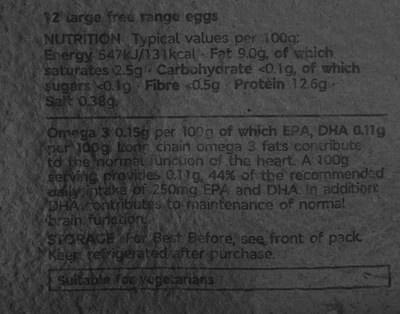 12 large free range eggs
NUTRITION Typical values per 100g:
Energy 547kJ/131kcal · Fat 9.0g, of which
saturates 2.5g · Carbohydrate <0.1g, of which
sugars <0.1g · Fibre <0.5g · Protein 12.6g ·
Salt 0.38g.
Omega 3 0.15g per 100g of which EPA, DHA 0.11g
per 100g. Long chain omega 3 fats contribute
to the normal function of the heart. A 100g
serving provides 0.11g, 44% of the recommended
daily intake of 250mg EPA and DHA. In addition:
DHA contributes to maintenance of normal
brain function.
STORAGE For Best Before, see front of pack.
Keep refrigerated after purchase.
Suitable for vegetarians